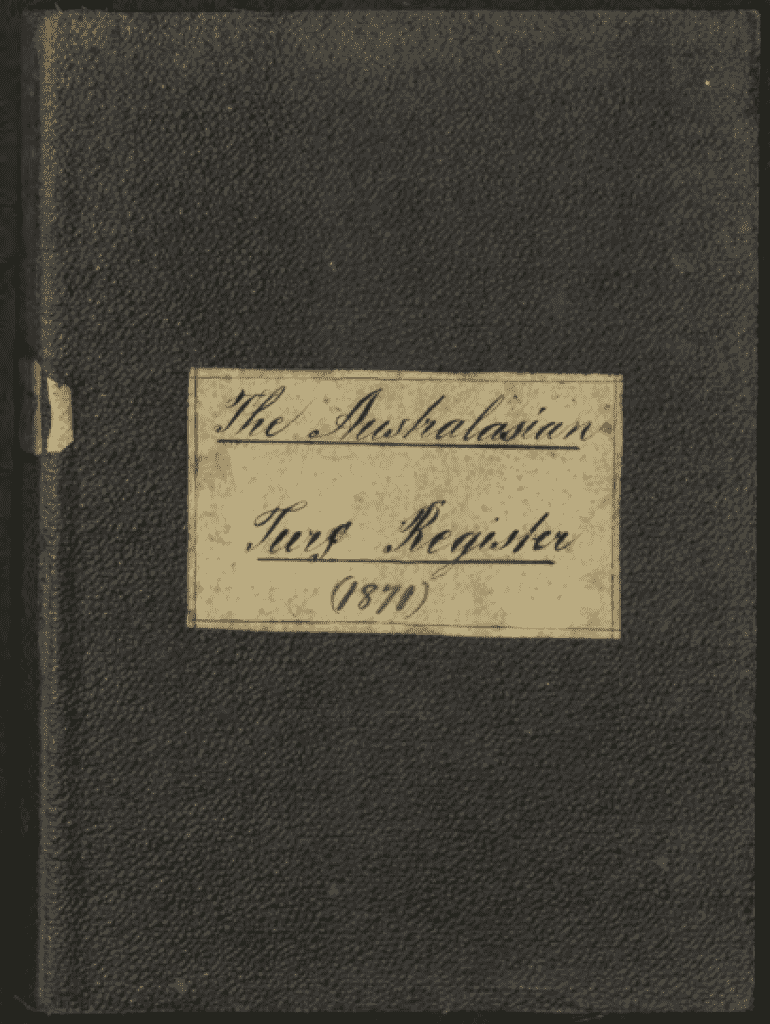 The Australasian
Turf Register
(1871)